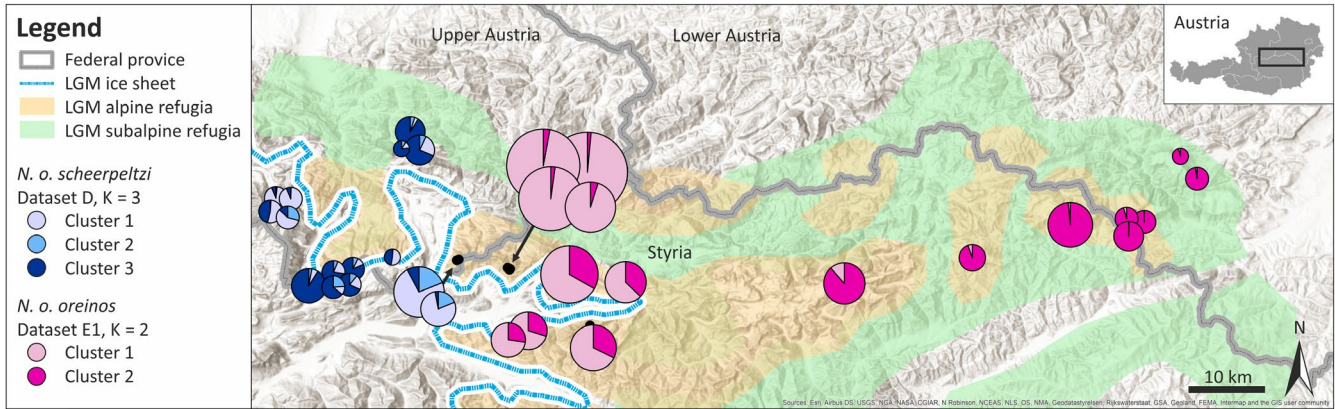 Legend
Federal provice
LGM ice sheet
LGM alpine refugia
LGM subalpine refugia
N. o. scheerpeltzi
Dataset D, K = 3
Cluster 1
Cluster 2
Cluster 3
N. o. oreinos
Dataset E1, K = 2
Cluster 1
Cluster 2
Upper Austria
Lower Austria
Austria
Styria
N
10 km
Sources: Esri, Airbus DS, USGS, NGA, NASA, CGIAR, N Robinson, NCEAS, NLS, OS, NMA, Geodatastyrelsen, Rijkswaterstaat, GSA, Geoland, FEMA, Intermap and the GIS user community